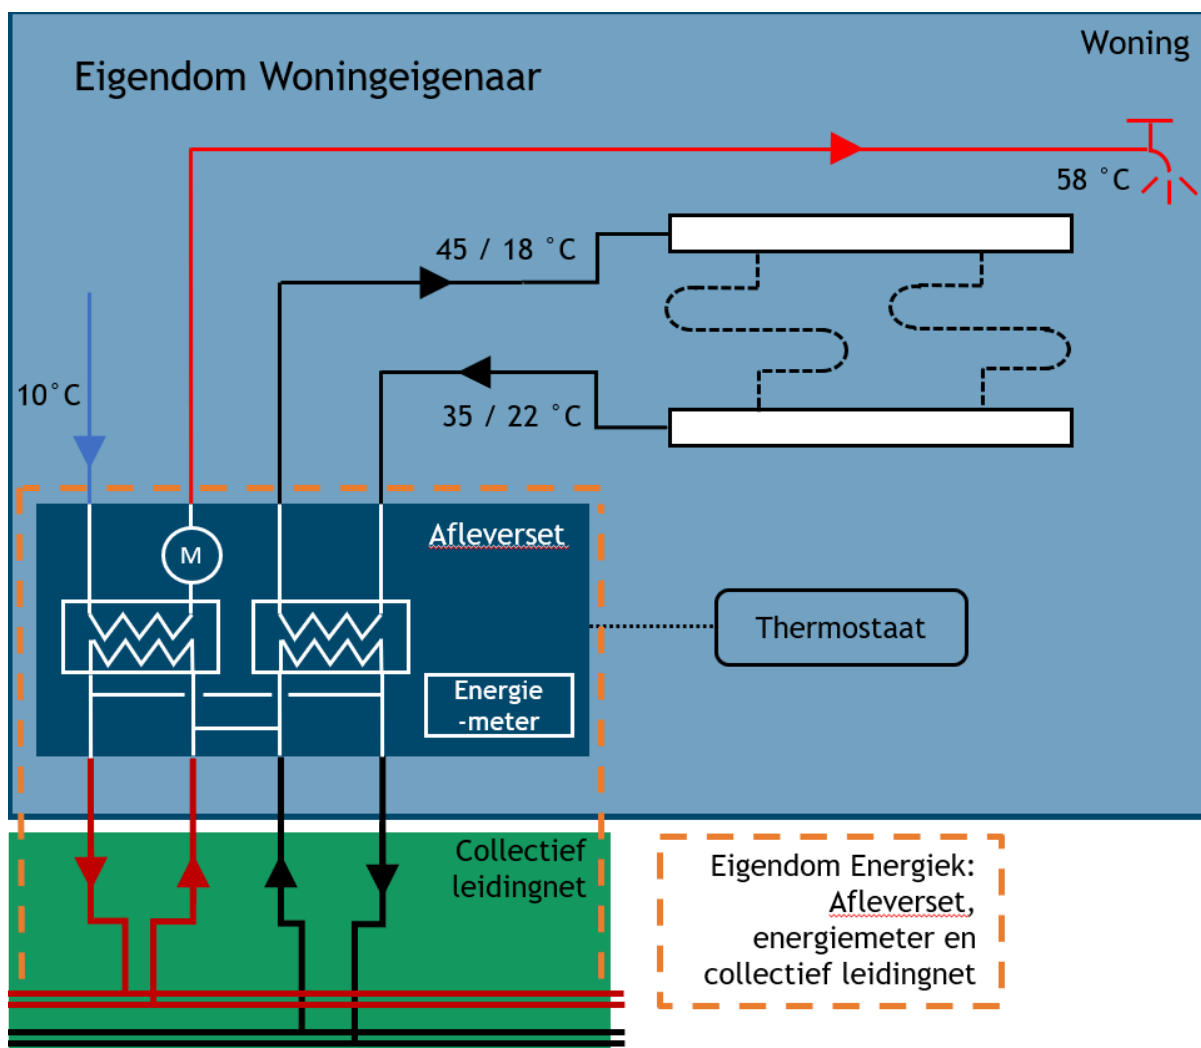 Woning
Eigendom Woningeigenaar
58 °C
45 / 18 °C
10°C
35 / 22 °C
Afleverset
M
Thermostaat
Energie
-meter
Collectief
leidingnet
Eigendom Energiek:
Afleverset,
energiemeter en
collectief leidingnet